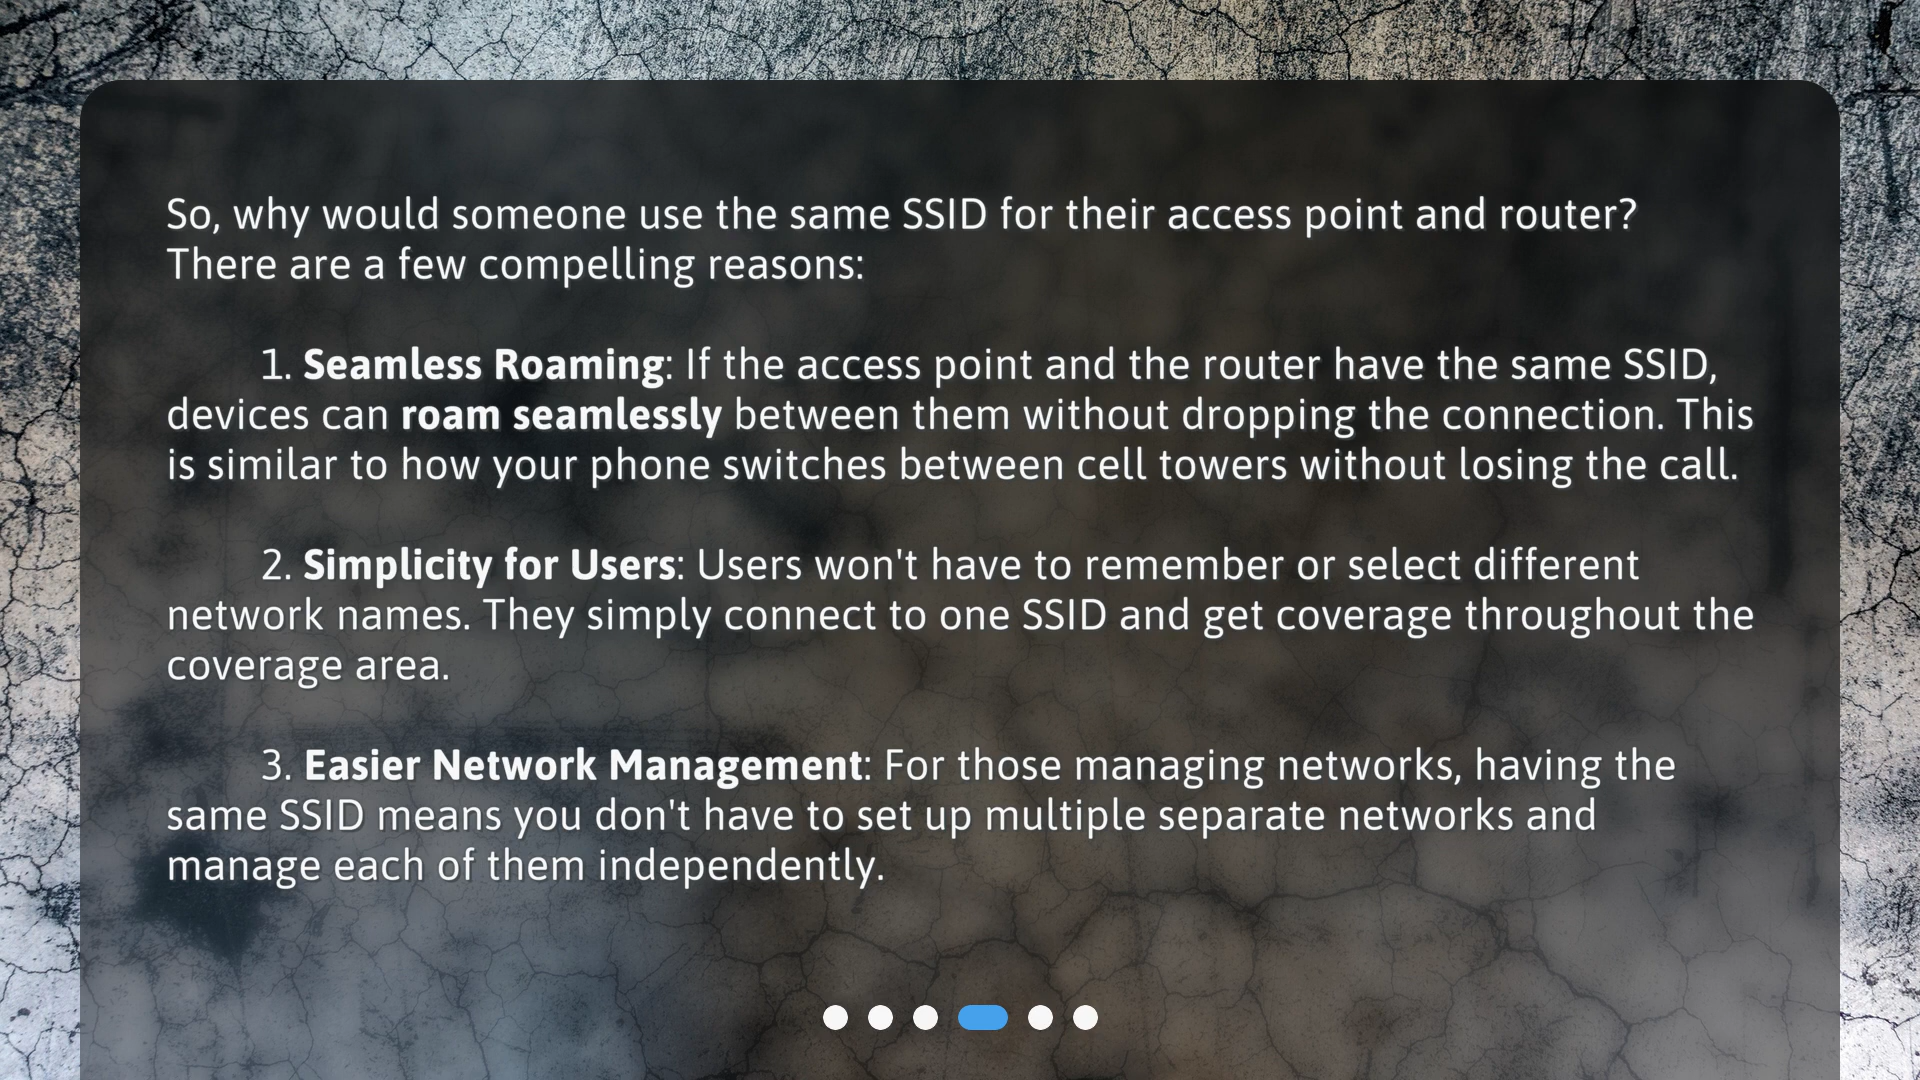 So, why would someone use the same SSID for their access point and router?
There are a few compelling reasons:
1. Seamless Roaming: If the access point and the router have the same SSID,
devices can roam seamlessly between them without dropping the connection. This
is similar to how your phone switches between cell towers without losing the call.
2. Simplicity for Users: Users won't have to remember or select different
network names. They simply connect to one SSID and get coverage throughout the
coverage area.
3. Easier Network Management: For those managing networks, having the
same SSID means you don't have to set up multiple separate networks and
manage each of them independently.